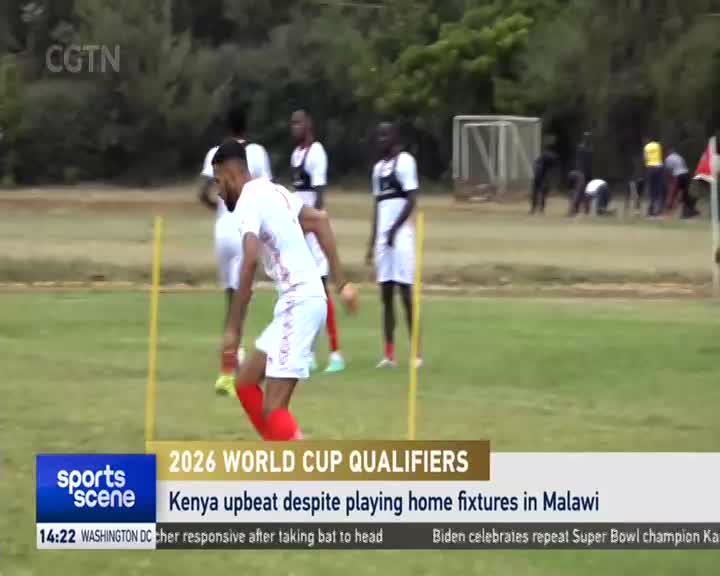 CGTN
2026 WORLD CUP QUALIFIERS
sports
scene
Kenya upbeat despite playing home fixtures in Malawi
14:22 WASHINGTON DC
cher responsive after taking bat to head Biden celebrates repeat Super Bowl champion Ka